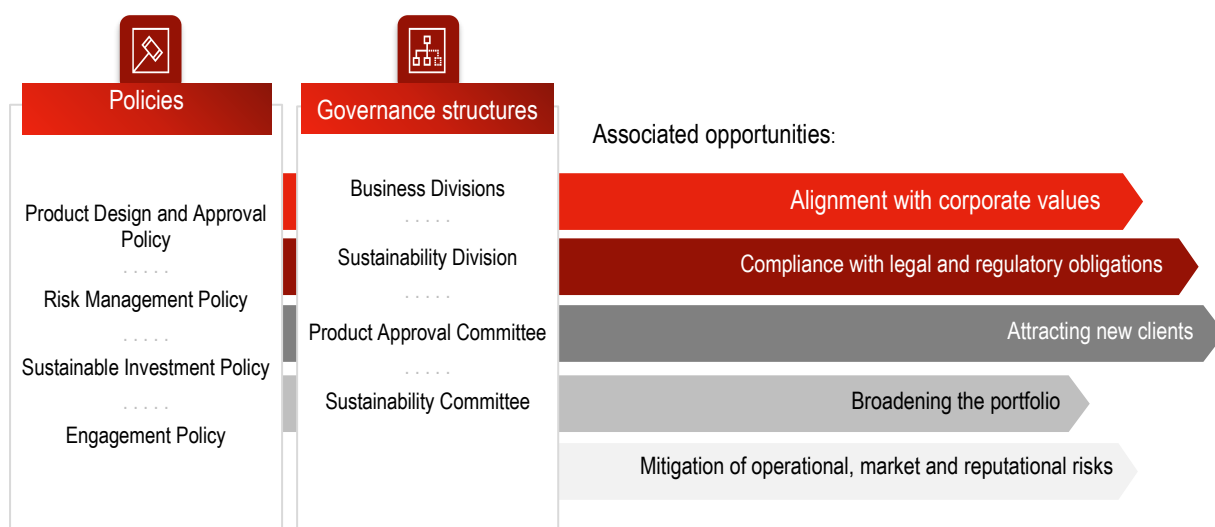 Policies
Product Design and Approval
Policy
Risk Management Policy
Sustainable Investment Policy
Engagement Policy
Governance structures
Business Divisions
Sustainability Division
Product Approval Committee
Sustainability Committee
Associated opportunities:
Alignment with corporate values
Compliance with legal and regulatory obligations
Attracting new clients
Broadening the portfolio
Mitigation of operational, market and reputational risks